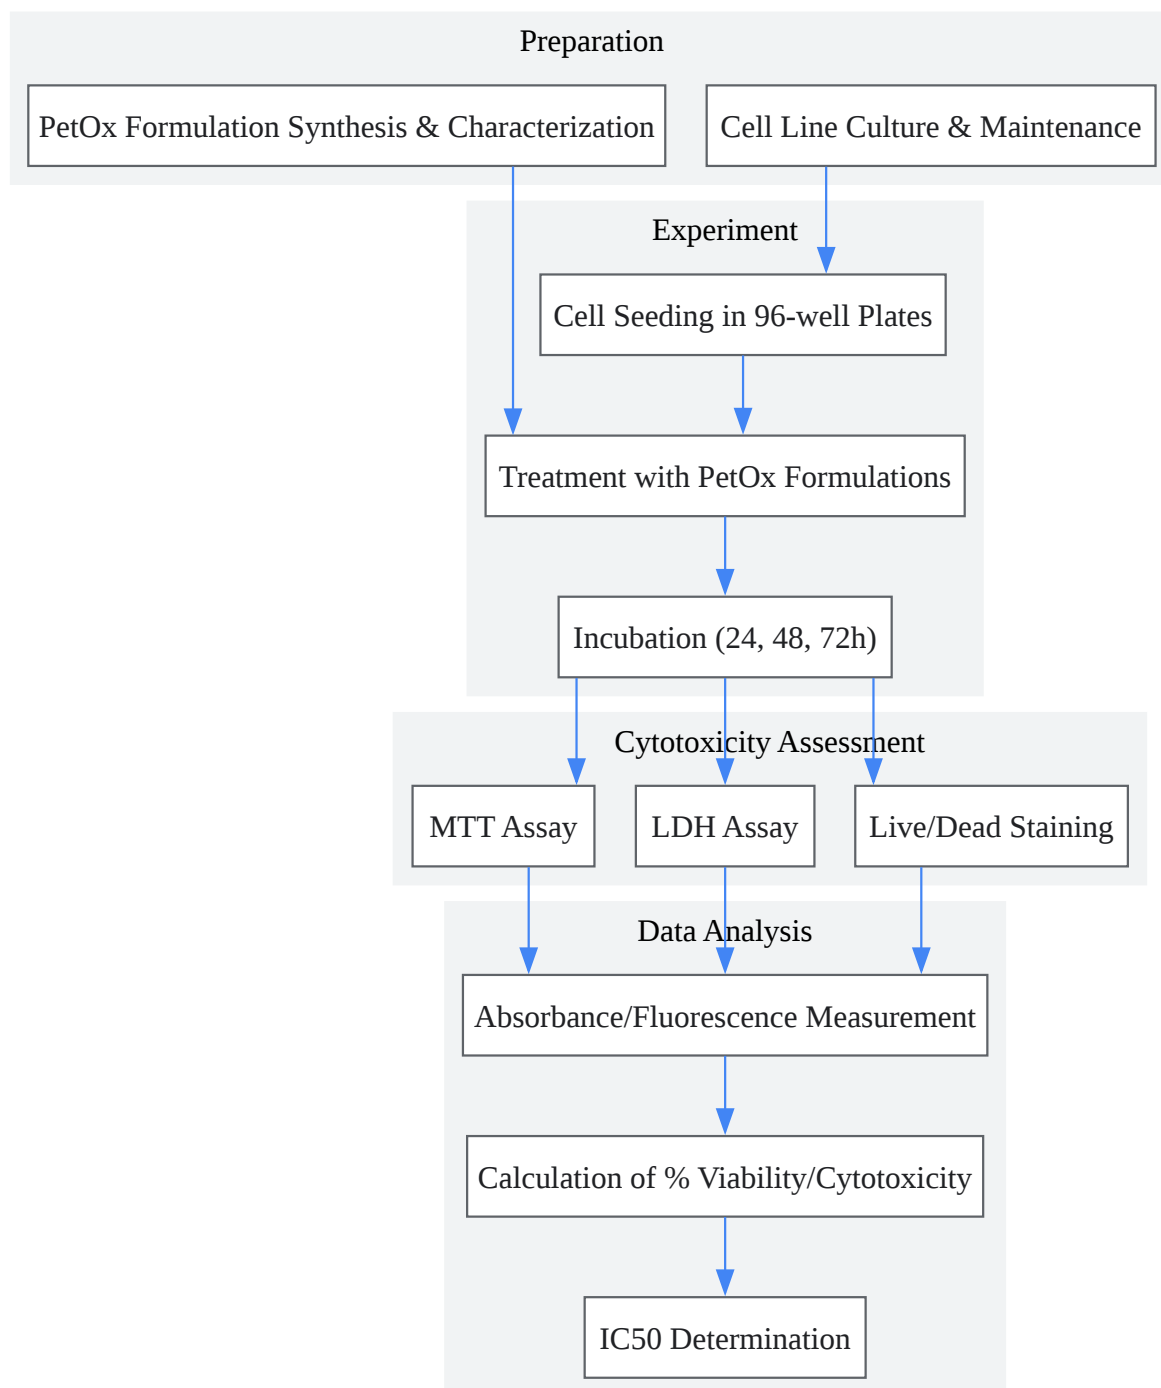 Preparation
PetOx Formulation Synthesis & Characterization
Cell Line Culture & Maintenance
Experiment
Cell Seeding in 96-well Plates
Treatment with PetOx Formulations
Incubation (24, 48, 72h)
Cytotoxicity Assessment
MTT Assay
LDH Assay
Live/Dead Staining
Data Analysis
Absorbance/Fluorescence Measurement
Calculation of % Viability/Cytotoxicity
IC50 Determination